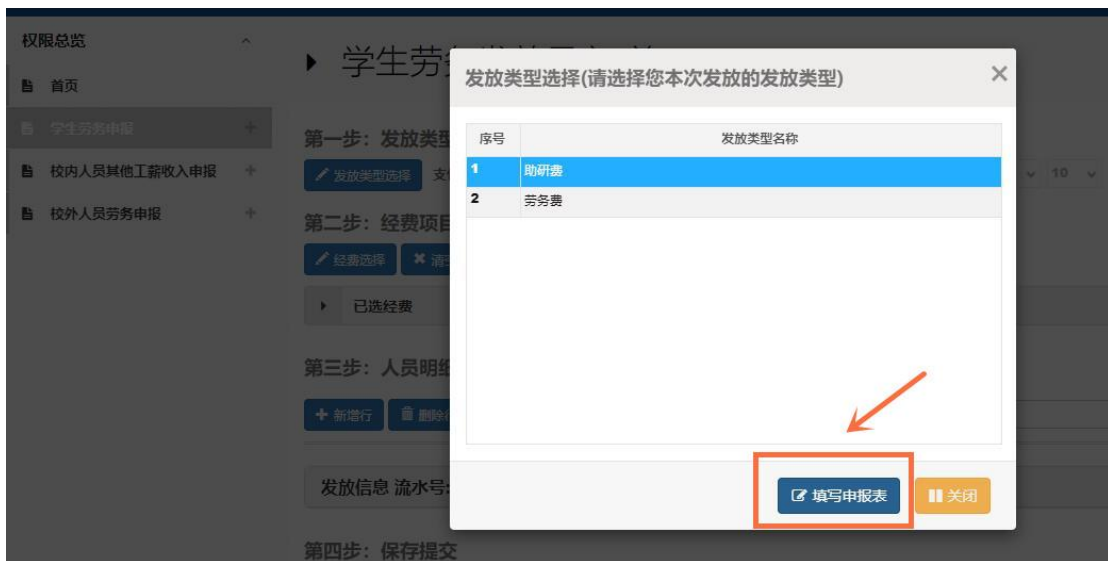 权限总览
首页
学生劳务申报
校内人员其他工薪收入申报
校外人员劳务申报
学生劳
第一步：发放类型
发放类型选择
10
第二步：经费项目
经费选择
清
已选经费
第三步：人员明细
新增行
删除
发放信息 流水号:
第四步：保存提交
发放类型选择(请选择您本次发放的发放类型)
序号 发放类型名称
1 助研费
2 劳务费
填写申报表
关闭